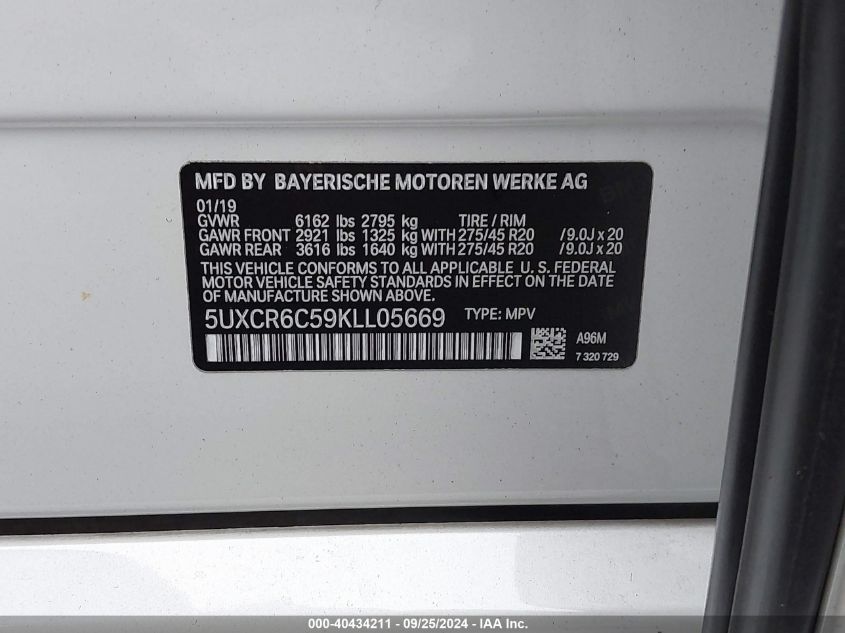 MFD BY BAYERISCHE MOTOREN WERKE AG
01/19
GVWR 6162 lbs 2795 kg TIRE / RIM
GAWR FRONT 2921 lbs 1325 kg WITH 275/45 R20 /9.0J x 20
GAWR REAR 3616 lbs 1640 kg WITH 275/45 R20 /9.0J x 20
THIS VEHICLE CONFORMS TO ALL APPLICABLE U. S. FEDERAL
MOTOR VEHICLE SAFETY STANDARDS IN EFFECT ON THE DATE
OF MANUFACTURE SHOWN ABOVE.
5UXCR6C59KLL05669 TYPE: MPV
A96M
7 320 729
000-40434211 - 09/25/2024 - IAA Inc.